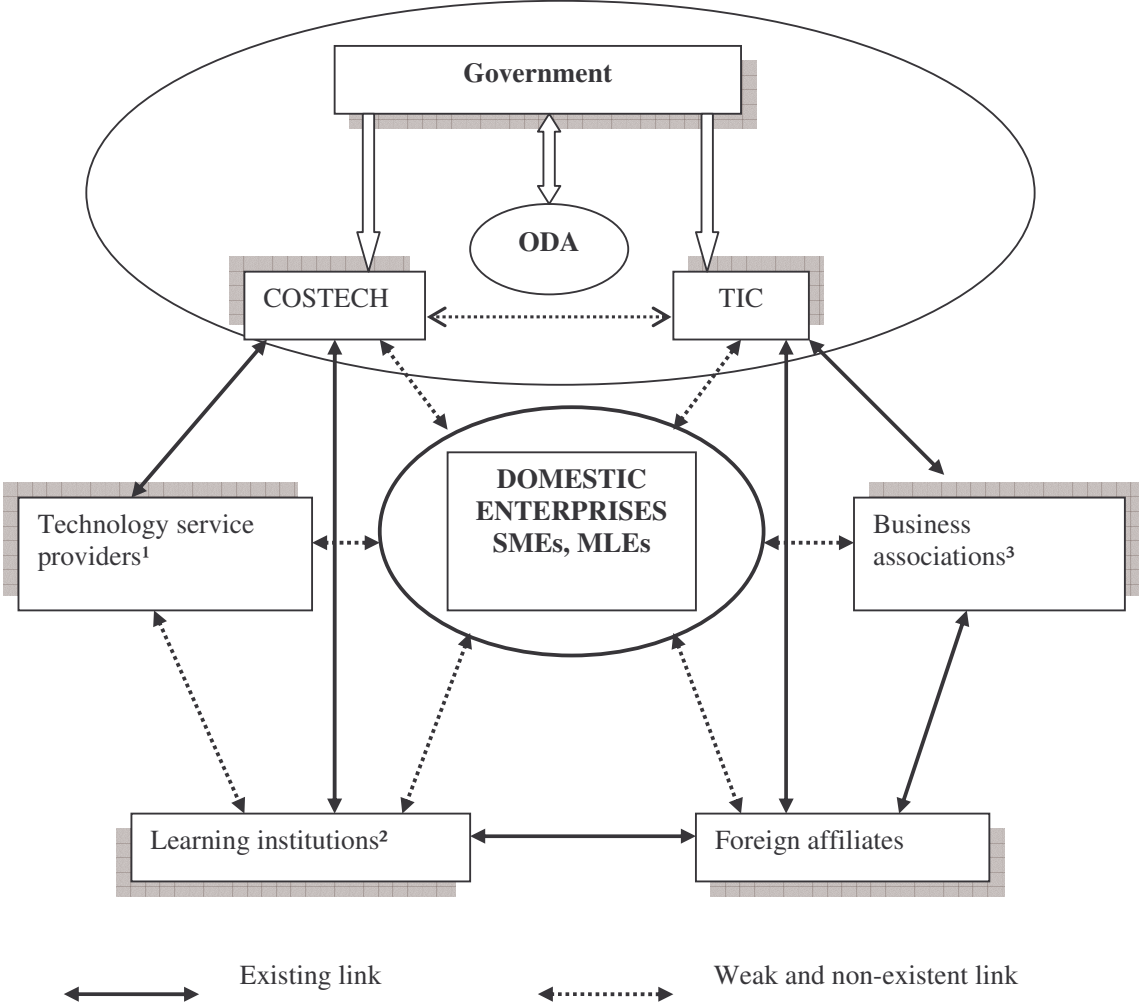 Government
ODA
COSTECH
TIC
DOMESTIC
ENTERPRISES
SMEs, MLEs
Technology service
providers¹
Business
associations³
Learning institutions²
Foreign affiliates
Existing link
Weak and non-existent link